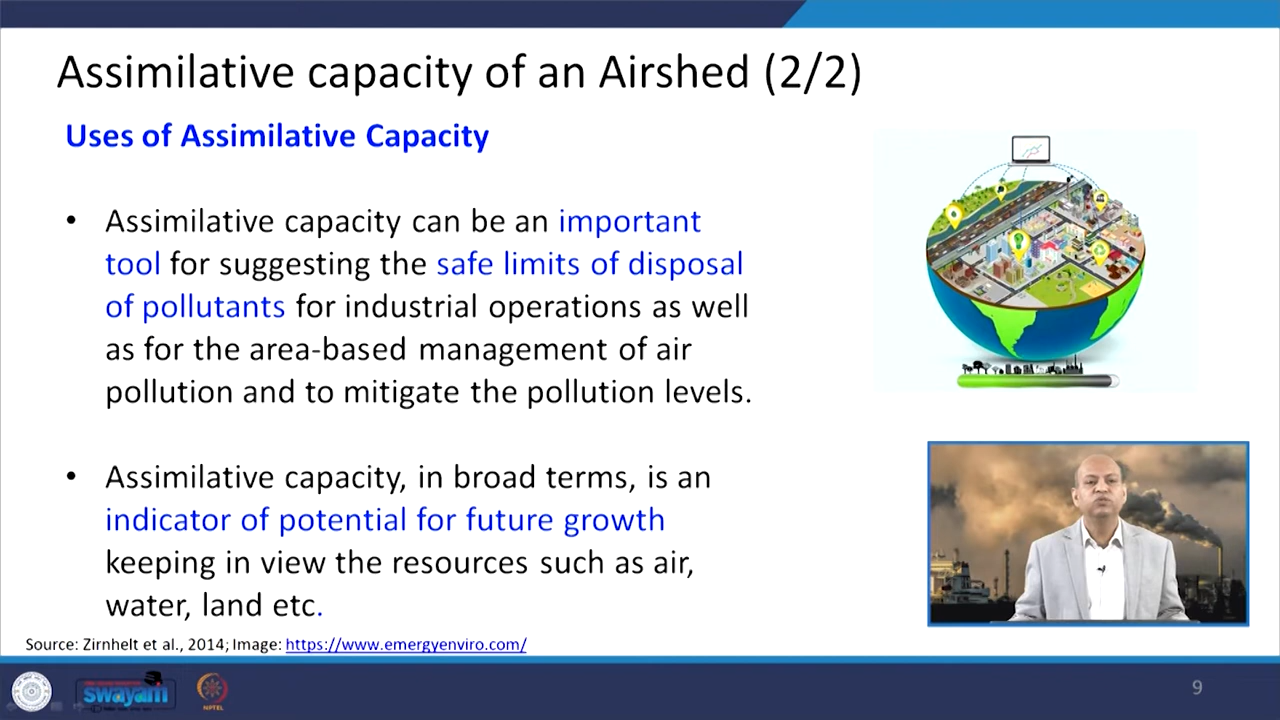 Assimilative capacity of an Airshed (2/2)
Uses of Assimilative Capacity
• Assimilative capacity can be an important
tool for suggesting the safe limits of disposal
of pollutants for industrial operations as well
as for the area-based management of air
pollution and to mitigate the pollution levels.
• Assimilative capacity, in broad terms, is an
indicator of potential for future growth
keeping in view the resources such as air,
water, land etc.
Source: Zirnhelt et al., 2014; Image: https://www.emergyenviro.com/
swayam
NPTEL
9